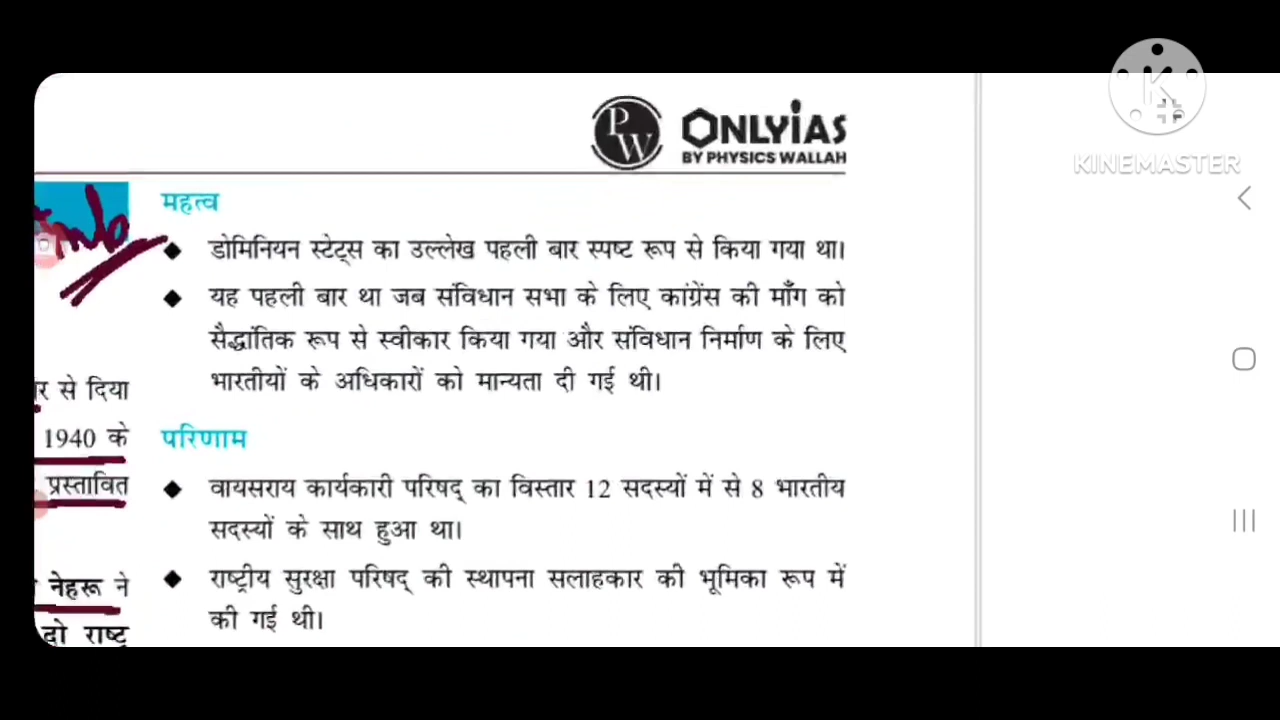 PW ONLYIAS
BY PHYSICS WALLAH
KINEMASTER
से दिया
1940 के
प्रस्तावित
नेहरू ने
दो राष्ट्र
महत्व
◆ डोमिनियन स्टेट्स का उल्लेख पहली बार स्पष्ट रूप से किया गया था।
◆ यह पहली बार था जब संविधान सभा के लिए कांग्रेंस की माँग को
सैद्धांतिक रूप से स्वीकार किया गया और संविधान निर्माण के लिए
भारतीयों के अधिकारों को मान्यता दी गई थी।
परिणाम
◆ वायसराय कार्यकारी परिषद् का विस्तार 12 सदस्यों में से 8 भारतीय
सदस्यों के साथ हुआ था।
◆ राष्ट्रीय सुरक्षा परिषद् की स्थापना सलाहकार की भूमिका रूप में
की गई थी।